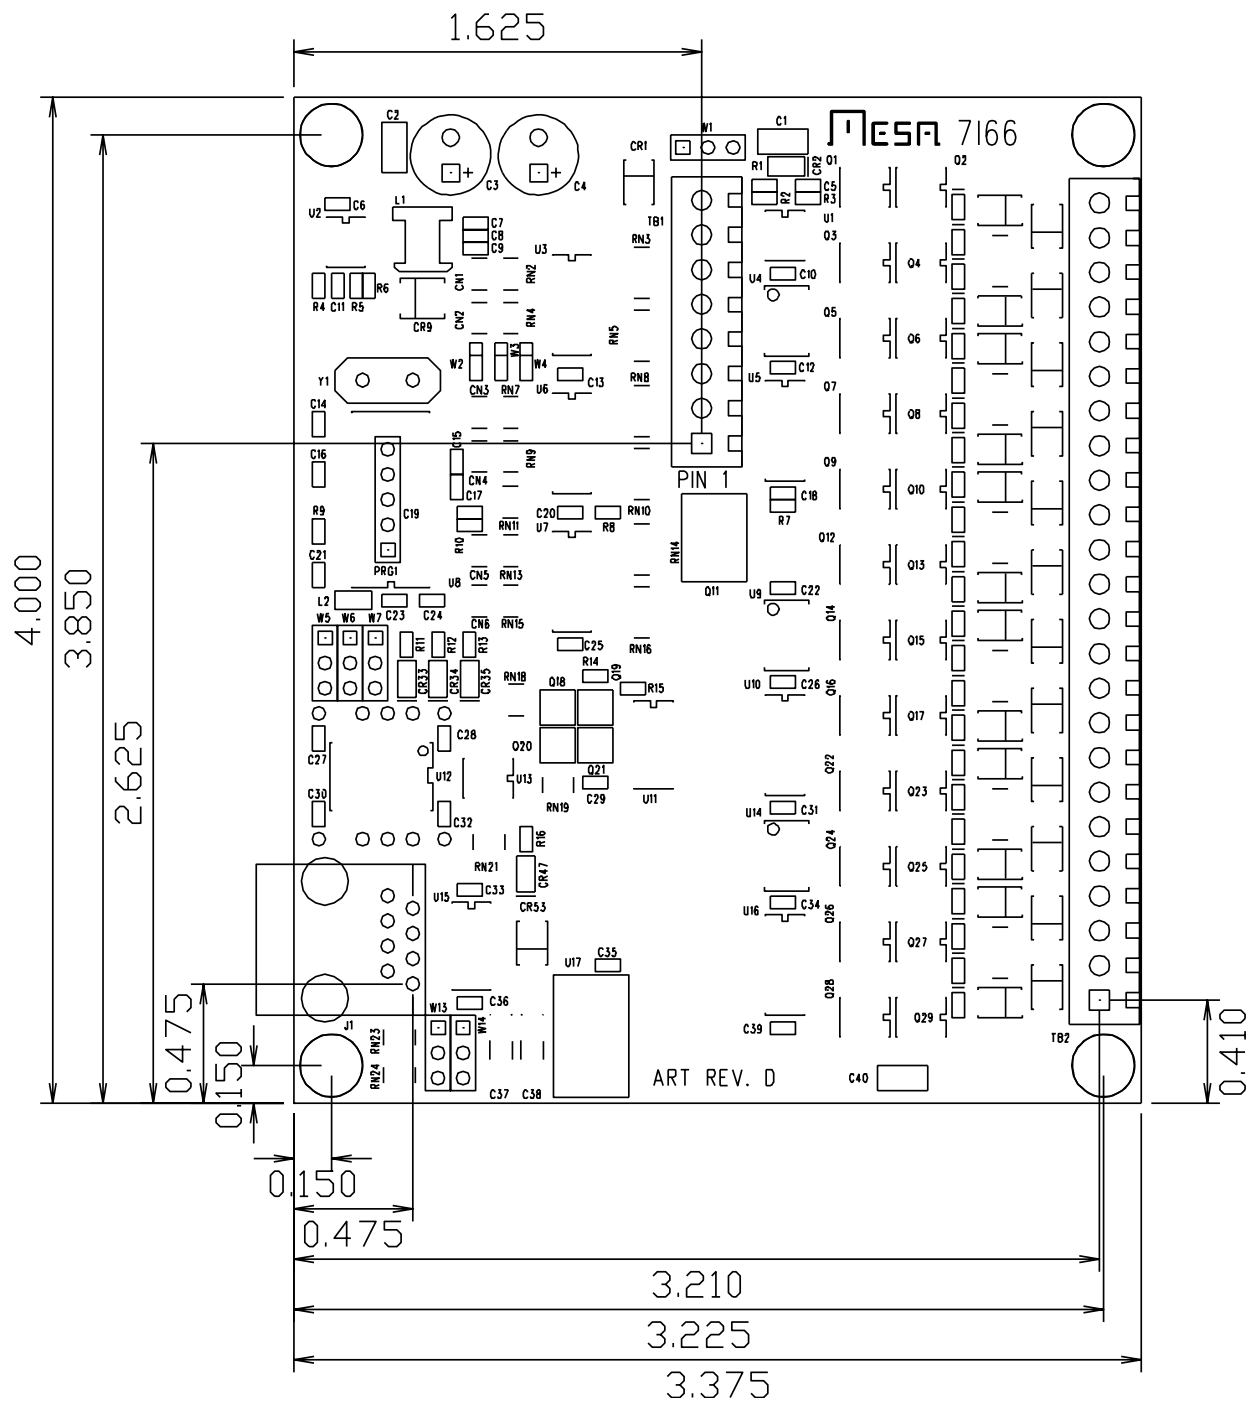 1.625
C2
C1
MESA 7I66
W1
CR1
R1
CR2
Q1
Q2
C3
C4
C5
R2
R3
U2
C6
L1
TB1
U1
C7
C8
C9
RN3
Q3
U3
CN1
RN2
U4
C10
Q4
R4
C11
R5
R6
CR9
CN2
RN4
RN5
Q5
Q6
W2
W3
W4
Y1
U6
C13
RN8
U5
C12
Q7
CN3
RN7
C14
Q8
C15
C16
CN4
RN9
Q9
C17
PIN 1
C18
Q10
R9
C19
R10
RN11
C20
U7
R8
RN10
R7
RN14
Q12
C21
PRG1
U8
CN5
RN13
Q11
U9
C22
Q13
4.000
3.850
L2
C23
C24
W5
W6
W7
CN6
RN15
Q14
R11
R12
R13
C25
RN16
Q15
CR33
CR34
CR35
RN18
R14
Q19
Q18
R15
U10
C26
Q16
2.625
C27
C28
Q20
Q17
U12
U13
Q21
Q22
C30
C32
RN19
C29
U11
U14
C31
Q23
R16
Q24
RN21
CR47
Q25
U15
C33
CR53
U16
C34
Q26
U17
C35
Q27
0.475
C36
Q28
J1
W13
W14
C39
Q29
TB2
RN23
RN24
0.150
C37
C38
ART REV. D
C40
0.410
0.150
0.475
3.210
3.225
3.375